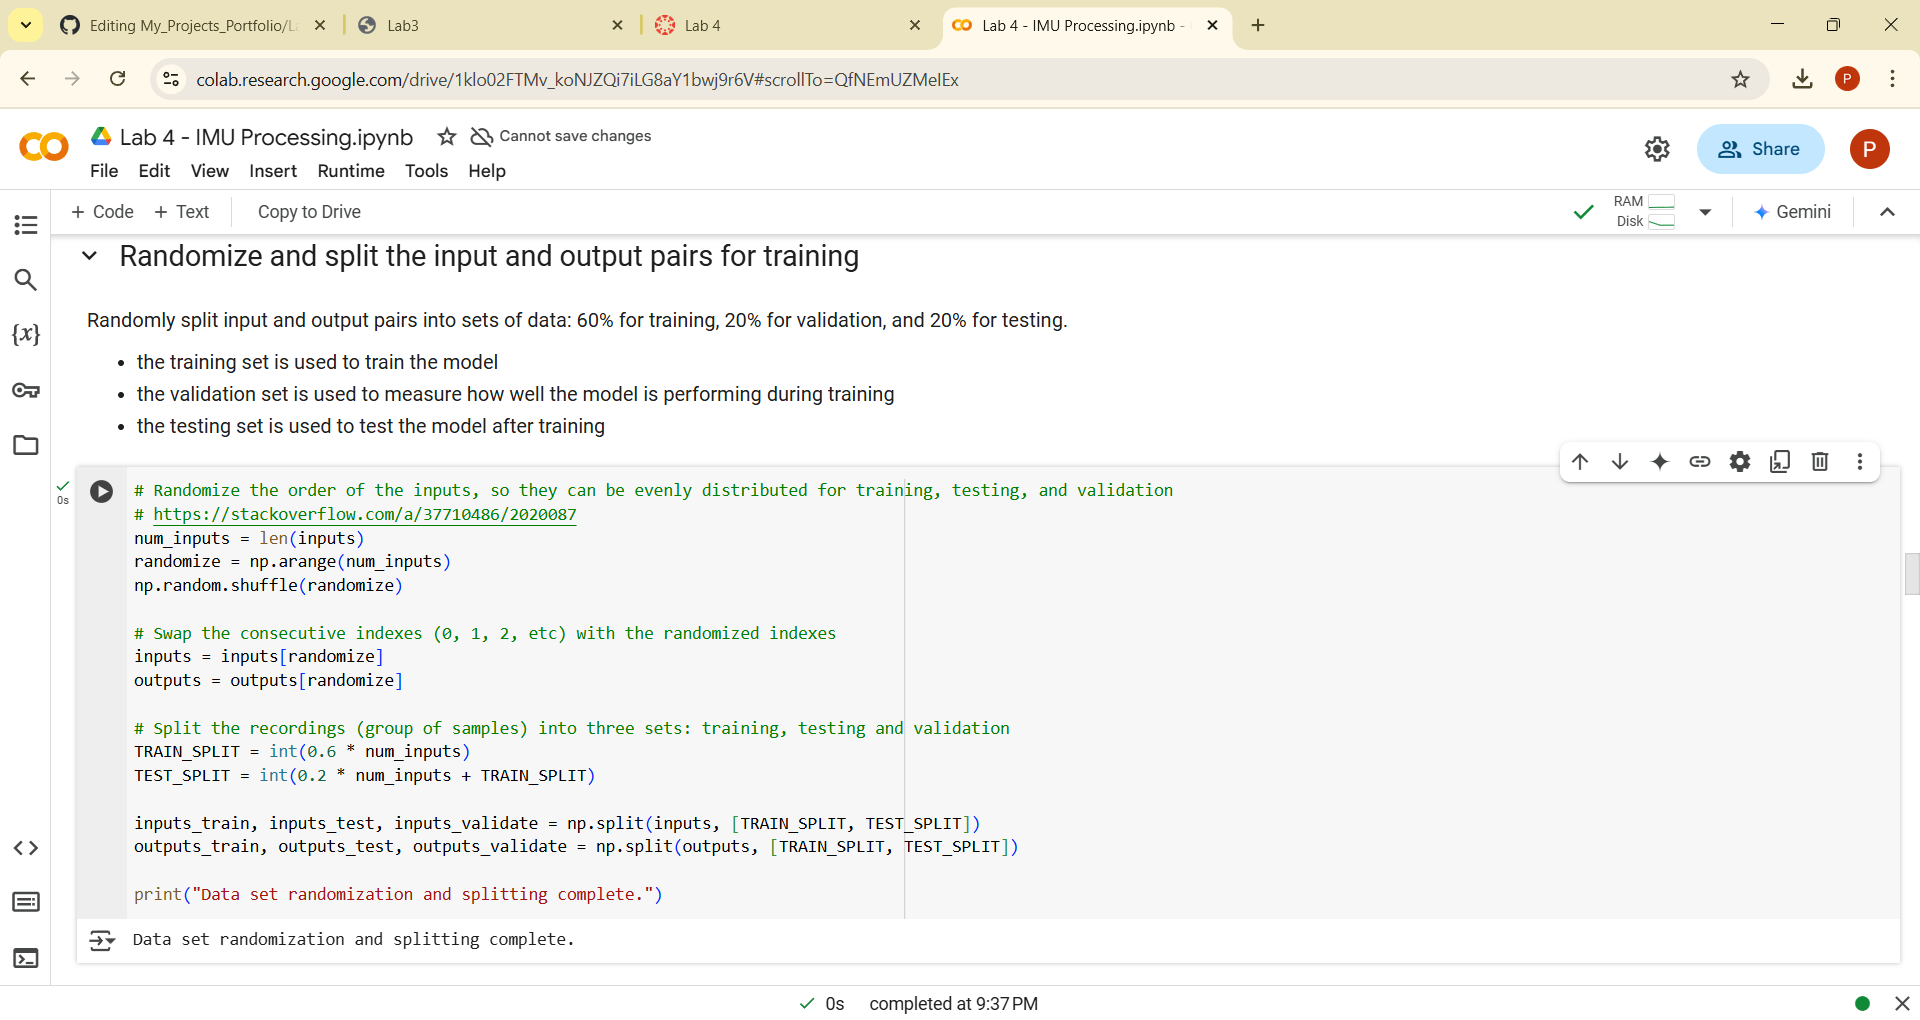 Editing My_Projects_Portfolio/La
Lab3
Lab 4
Lab 4 - IMU Processing.ipynb -
colab.research.google.com/drive/1klo02FTMv_koNJZQi7iLG8aY1bwj9r6V#scrollTo=QfNEmUZMeIEx
P
Lab 4 - IMU Processing.ipynb
Cannot save changes
File Edit View Insert Runtime Tools Help
Share
P
+ Code + Text Copy to Drive
RAM
Disk
Gemini
Randomize and split the input and output pairs for training
Randomly split input and output pairs into sets of data: 60% for training, 20% for validation, and 20% for testing.
• the training set is used to train the model
• the validation set is used to measure how well the model is performing during training
• the testing set is used to test the model after training
{x}
0s
# Randomize the order of the inputs, so they can be evenly distributed for training, testing, and validation
# https://stackoverflow.com/a/37710486/2020087
num_inputs = len(inputs)
randomize = np.arange(num_inputs)
np.random.shuffle(randomize)
# Swap the consecutive indexes (0, 1, 2, etc) with the randomized indexes
inputs = inputs[randomize]
outputs = outputs[randomize]
# Split the recordings (group of samples) into three sets: training, testing and validation
TRAIN_SPLIT = int(0.6 * num_inputs)
TEST_SPLIT = int(0.2 * num_inputs + TRAIN_SPLIT)
inputs_train, inputs_test, inputs_validate = np.split(inputs, [TRAIN_SPLIT, TEST_SPLIT])
outputs_train, outputs_test, outputs_validate = np.split(outputs, [TRAIN_SPLIT, TEST_SPLIT])
print("Data set randomization and splitting complete.")
Data set randomization and splitting complete.
0s completed at 9:37 PM